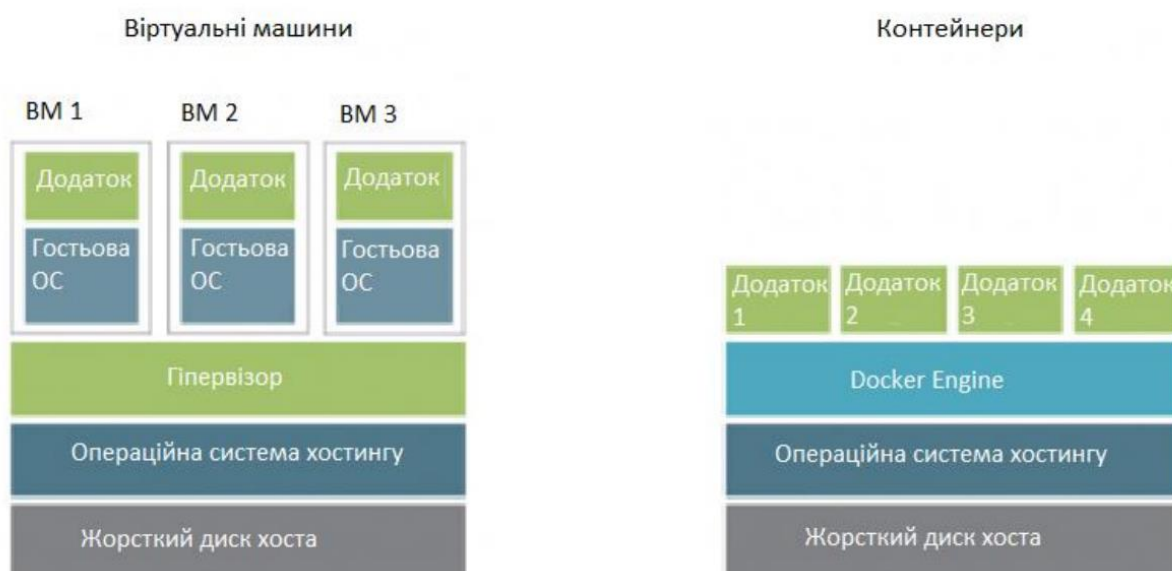 Віртуальні машини
ВМ 1
ВМ 2
ВМ 3
Додаток
Додаток
Додаток
Гостьова
ОС
Гостьова
ОС
Гостьова
ОС
Гіпервізор
Операційна система хостингу
Жорсткий диск хоста
Контейнери
Додаток
1
Додаток
2
Додаток
3
Додаток
4
Docker Engine
Операційна система хостингу
Жорсткий диск хоста